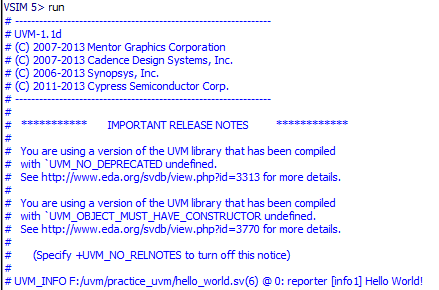 VSIM 5> run
# ----------------------------------------------------------------
# UVM-1.1d
# (C) 2007-2013 Mentor Graphics Corporation
# (C) 2007-2013 Cadence Design Systems, Inc.
# (C) 2006-2013 Synopsys, Inc.
# (C) 2011-2013 Cypress Semiconductor Corp.
# ----------------------------------------------------------------
#
# *********** IMPORTANT RELEASE NOTES ************
#
# You are using a version of the UVM library that has been compiled
# with `UVM_NO_DEPRECATED undefined.
# See http://www.eda.org/svdb/view.php?id=3313 for more details.
#
# You are using a version of the UVM library that has been compiled
# with `UVM_OBJECT_MUST_HAVE_CONSTRUCTOR undefined.
# See http://www.eda.org/svdb/view.php?id=3770 for more details.
#
# (Specify +UVM_NO_RELNOTES to turn off this notice)
#
# UVM_INFO F:/uvm/practice_uvm/hello_world.sv(6) @ 0: reporter [info1] Hello World!